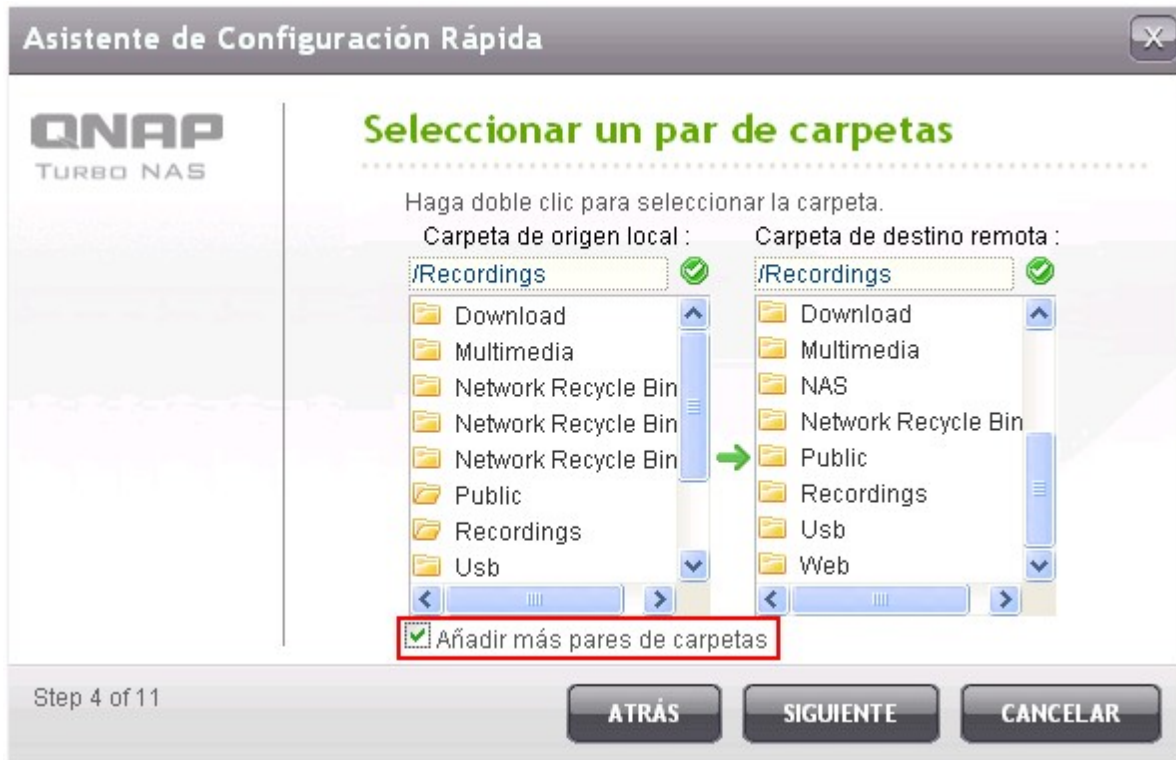 Asistente de Configuración Rápida
X
QNAP
TURBO NAS
Seleccionar un par de carpetas
Haga doble clic para seleccionar la carpeta.
Carpeta de origen local :
/Recordings
Download
Multimedia
Network Recycle Bin
Network Recycle Bin
Network Recycle Bin
Public
Recordings
Usb
Carpeta de destino remota :
/Recordings
Download
Multimedia
NAS
Network Recycle Bin
Public
Recordings
Usb
Web
Añadir más pares de carpetas
Step 4 of 11
ATRÁS
SIGUIENTE
CANCELAR